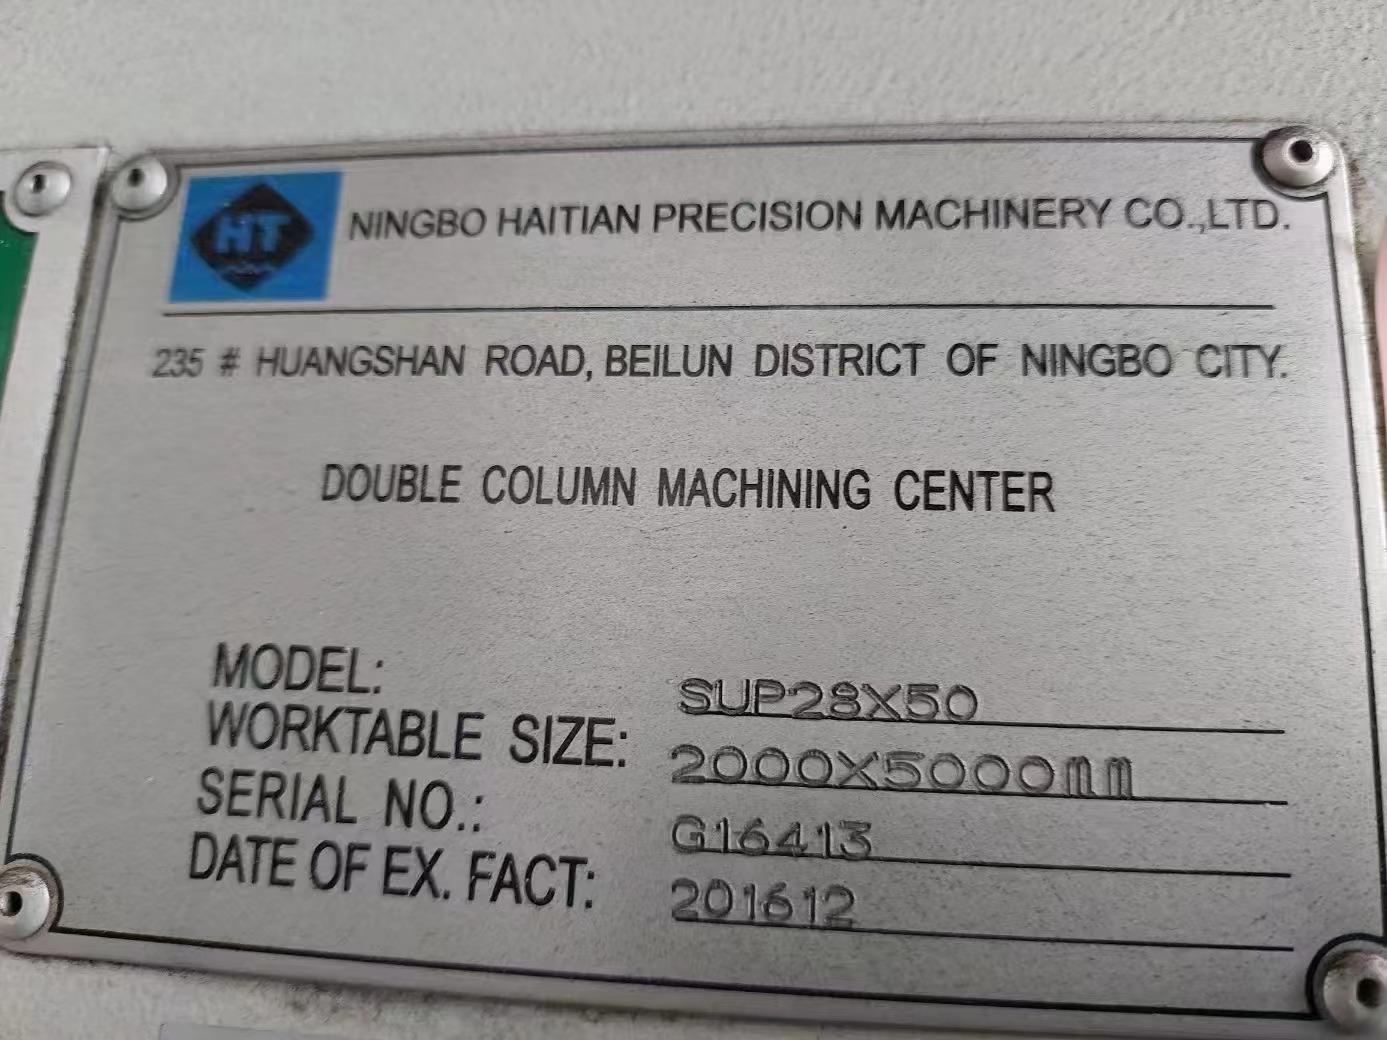 HT
NINGBO HAITIAN PRECISION MACHINERY CO.,LTD.
235 # HUANGSHAN ROAD, BEILUN DISTRICT OF NINGBO CITY.
DOUBLE COLUMN MACHINING CENTER
MODEL: SUP28X50
WORKTABLE SIZE: 2000X5000mm
SERIAL NO.: G16413
DATE OF EX. FACT: 201612